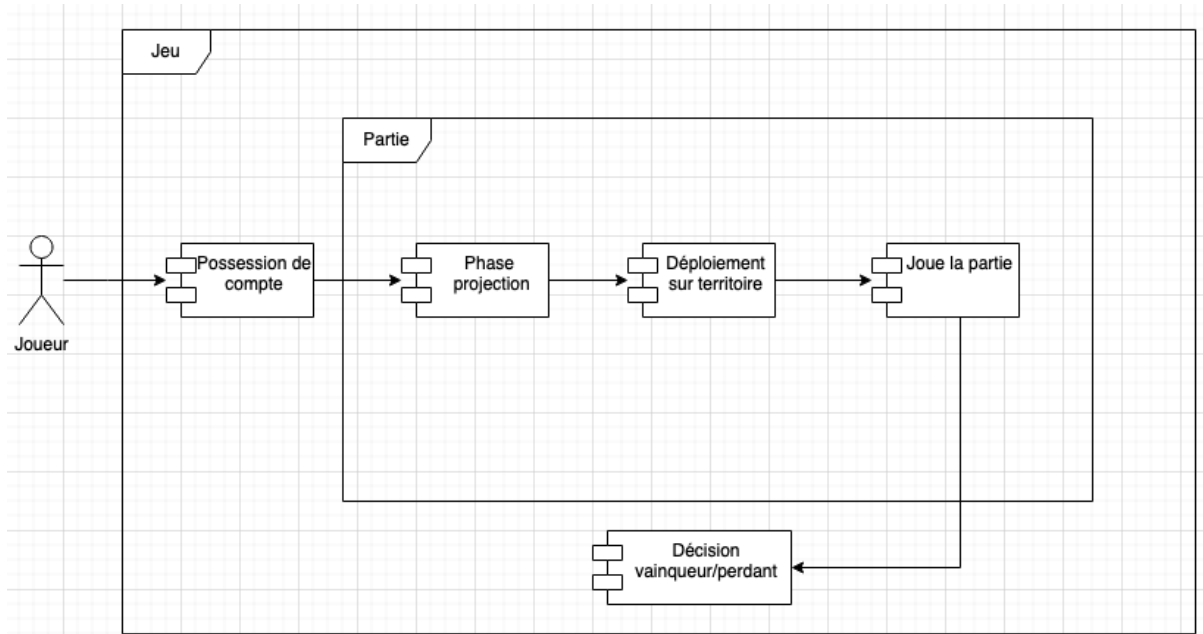 Jeu
Partie
Joueur
Possession de
compte
Phase
projection
Déploiement
sur territoire
Joue la partie
Décision
vainqueur/perdant